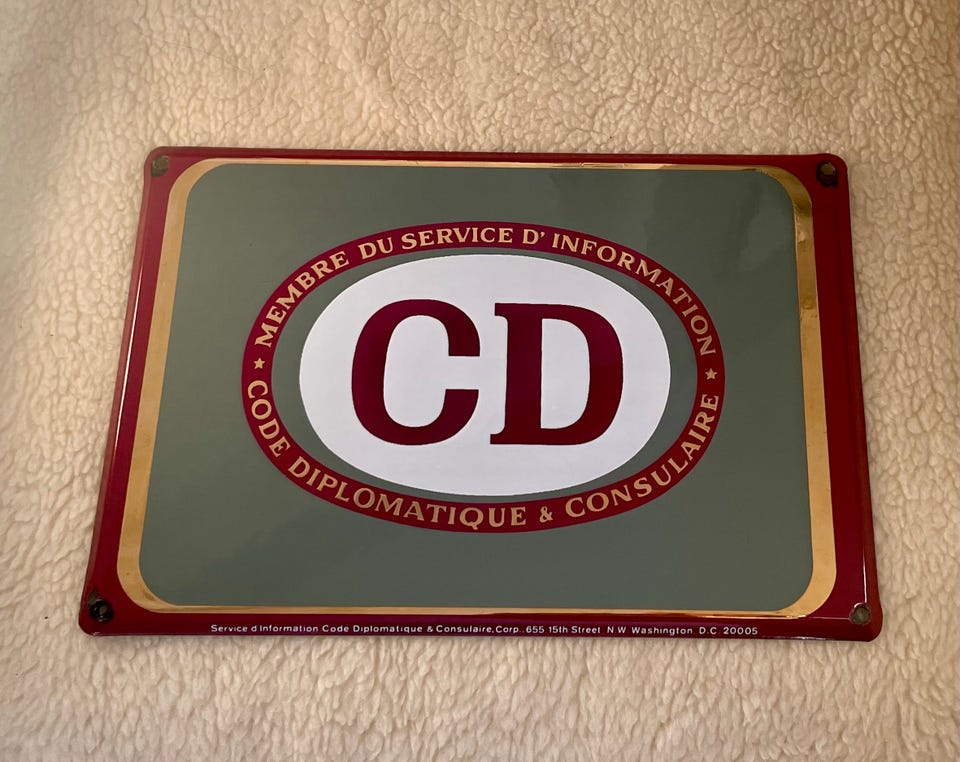 ★ MEMBRE DU SERVICE D' INFORMATION ★
CD
CODE DIPLOMATIQUE & CONSULAIRE
Service d Information Code Diplomatique & Consulaire, Corp.. 655 15th Street N W Washington D.C. 20005